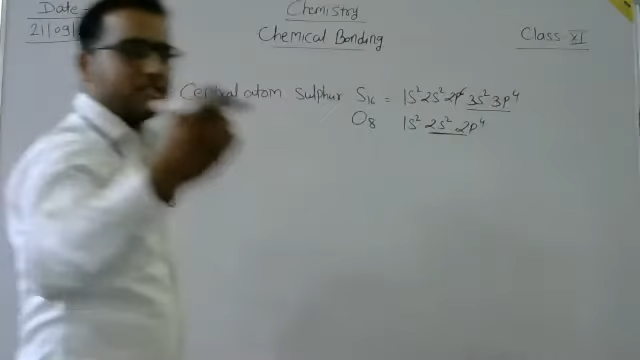 Date-
Chemistry
21/09/
Chemical Bonding
Class XI
Central atom Sulphur S₁₆ = 1s² 2s² 2p⁶ 3s² 3p⁴
O₈ 1s² 2s² 2p⁴